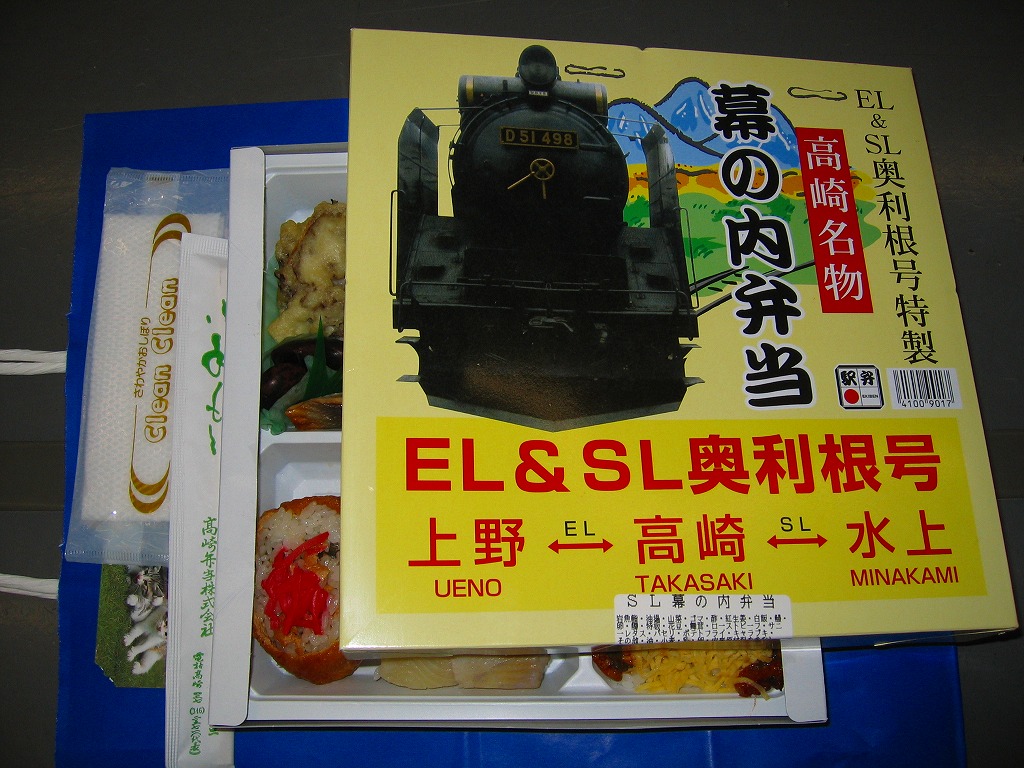 D51 498
EL&SL奥利根号特製
高崎名物
幕の内弁当
駅弁
EKIBEN
41009017
EL&SL奥利根号
上野 EL 高崎 SL 水上
UENO TAKASAKI MINAKAMI
SL幕の内弁当
さわやかおしぼり
Clean Clean
高崎弁当株式会社